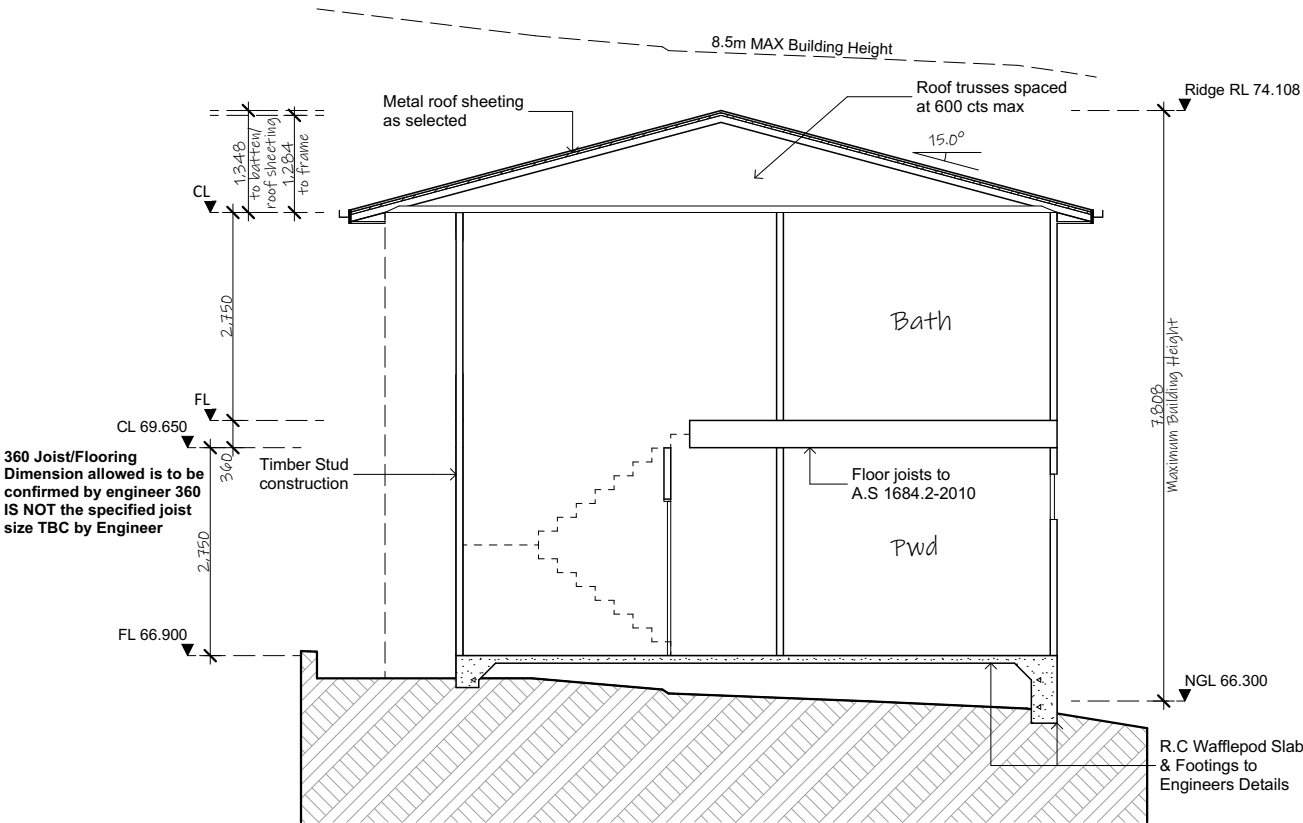 8.5m MAX Building Height
Metal roof sheeting
as selected
Roof trusses spaced
at 600 cts max
Ridge RL 74.108
15.0°
1,348
to batten/
roof sheeting
1,284
to frame
CL
2,750
Bath
7,808
Maximum Building Height
FL
CL 69.650
360 Joist/Flooring
Dimension allowed is to be
confirmed by engineer 360
IS NOT the specified joist
size TBC by Engineer
360
Timber Stud
construction
Floor joists to
A.S 1684.2-2010
2,750
Pwd
FL 66.900
NGL 66.300
R.C Wafflepod Slab
& Footings to
Engineers Details